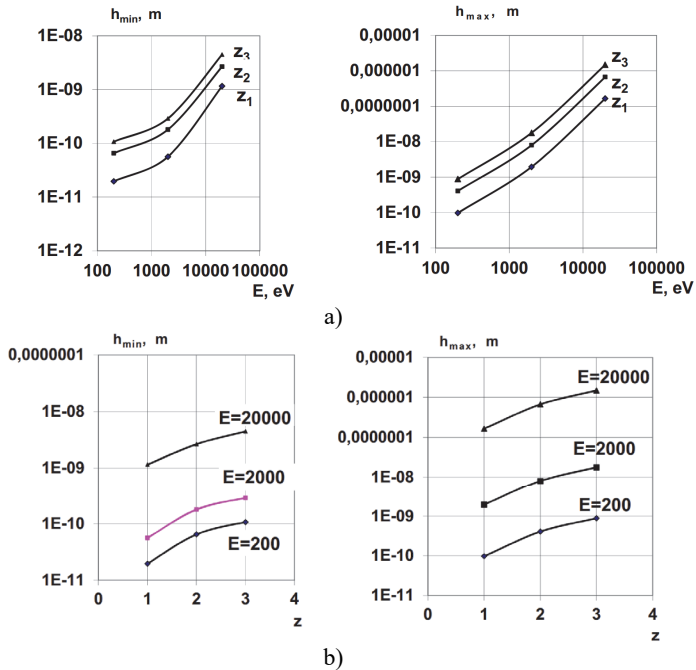 h min, m
1E-08
1E-09
1E-10
1E-11
1E-12
100 1000 10000 100000
E, eV
z3
z2
z1
h max, m
0,00001
0,000001
0,0000001
1E-08
1E-09
1E-10
1E-11
100 1000 10000 100000
E, eV
z3
z2
z1
a)
h min, m
0,0000001
1E-08
1E-09
1E-10
1E-11
0 1 2 3 4
z
E=20000
E=2000
E=200
h max, m
0,00001
0,000001
0,0000001
1E-08
1E-09
1E-10
1E-11
0 1 2 3 4
z
E=20000
E=2000
E=200
b)